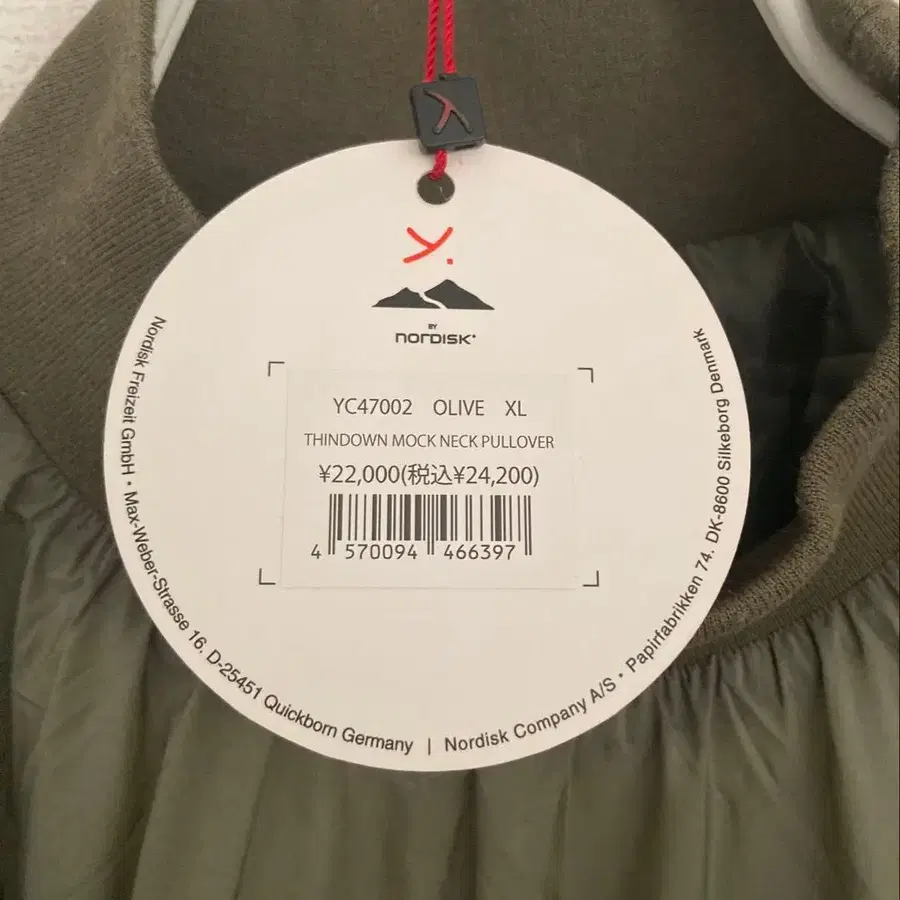 Y.
BY
nordisk®
YC47002 OLIVE XL
THINDOWN MOCK NECK PULLOVER
¥22,000(税込¥24,200)
4 570094 466397
Nordisk Freizeit GmbH • Max-Weber-Strasse 16. D-25451 Quickborn Germany | Nordisk Company A/S • Papirfabrikken 74. DK-8600 Silkeborg Denmark